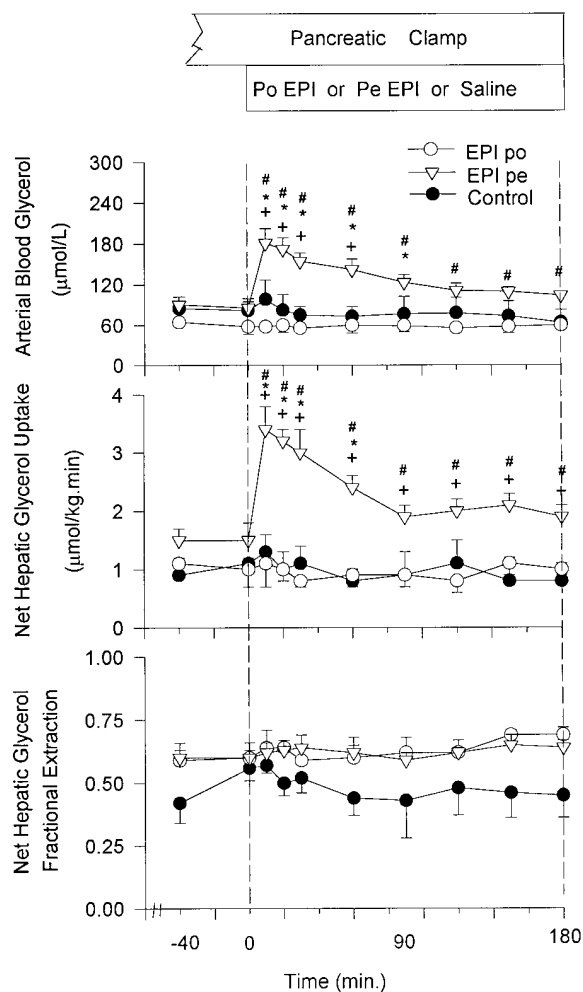 Pancreatic Clamp
Po EPI or Pe EPI or Saline
EPI po
EPI pe
Control
Arterial Blood Glycerol
(μmol/L)
300
240
180
120
60
0
# # # # # # # #
* * * * *
+ + + +
Net Hepatic Glycerol Uptake
(μmol/kg.min)
4
3
2
1
0
# # # # # # # #
* * * *
+ + + + + + + +
Net Hepatic Glycerol
Fractional Extraction
1.00
0.75
0.50
0.25
0.00
-40 0 90 180
Time (min.)